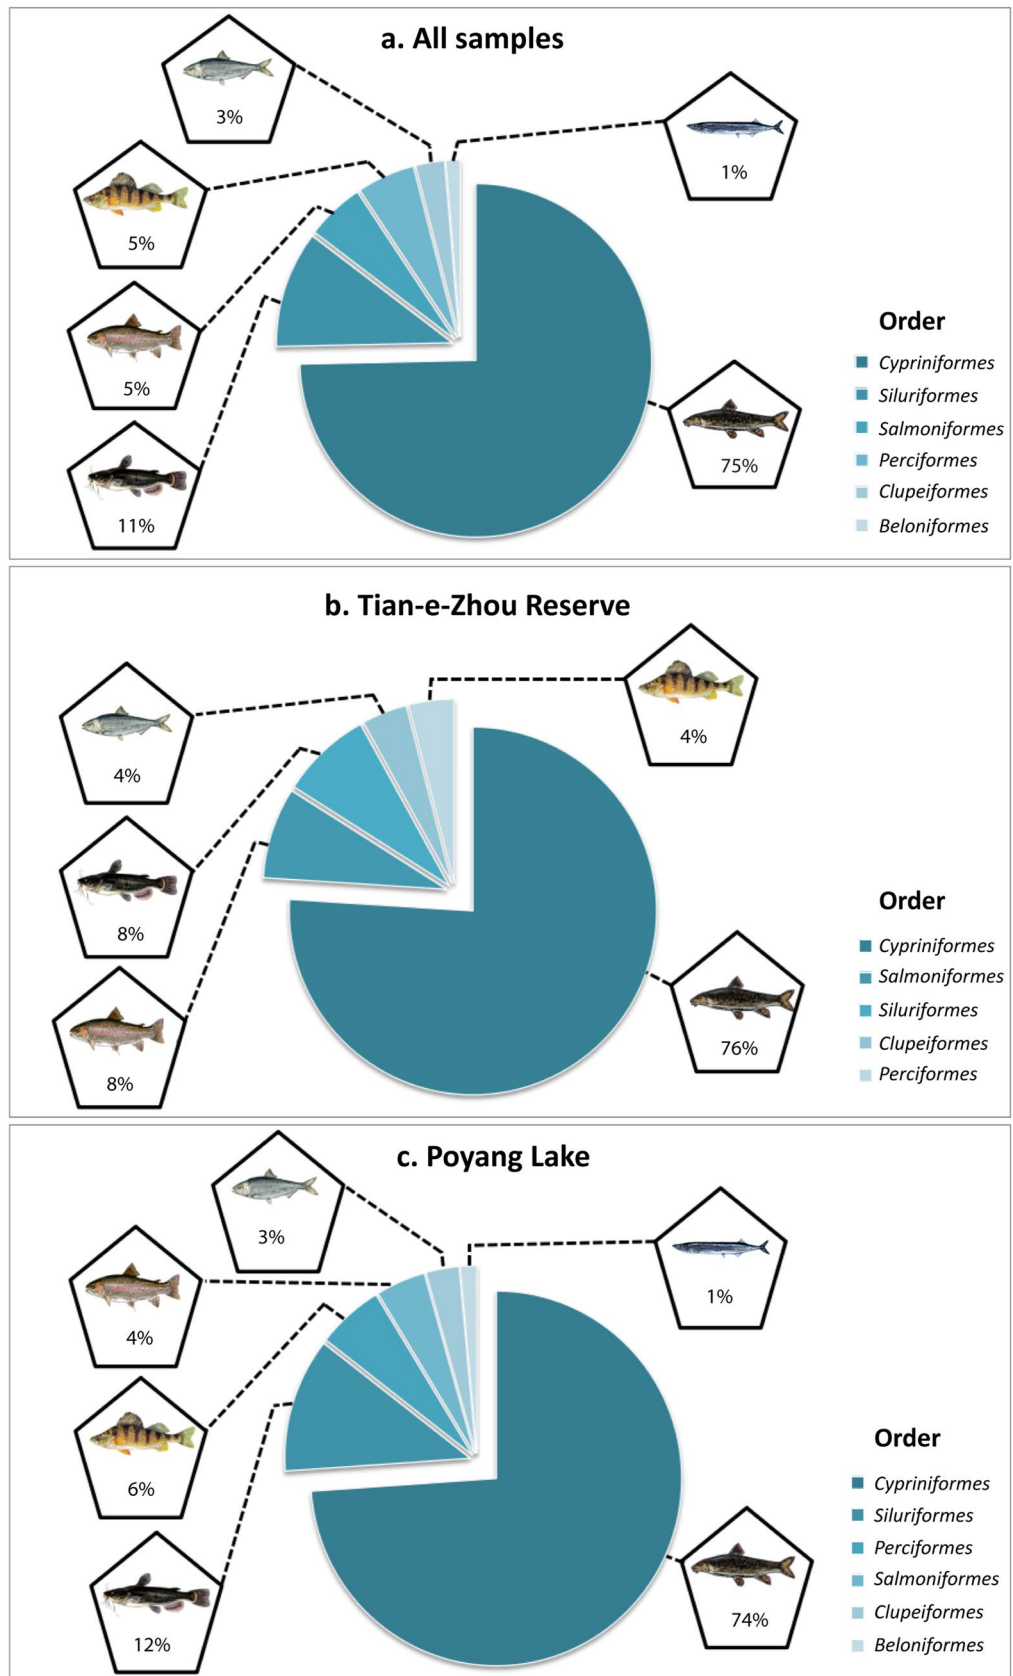 a. All samples
3%
1%
5%
5%
11%
75%
Order
Cypriniformes
Siluriformes
Salmoniformes
Perciformes
Clupeiformes
Beloniformes
b. Tian-e-Zhou Reserve
4%
4%
8%
8%
76%
Order
Cypriniformes
Salmoniformes
Siluriformes
Clupeiformes
Perciformes
c. Poyang Lake
3%
1%
4%
6%
12%
74%
Order
Cypriniformes
Siluriformes
Perciformes
Salmoniformes
Clupeiformes
Beloniformes